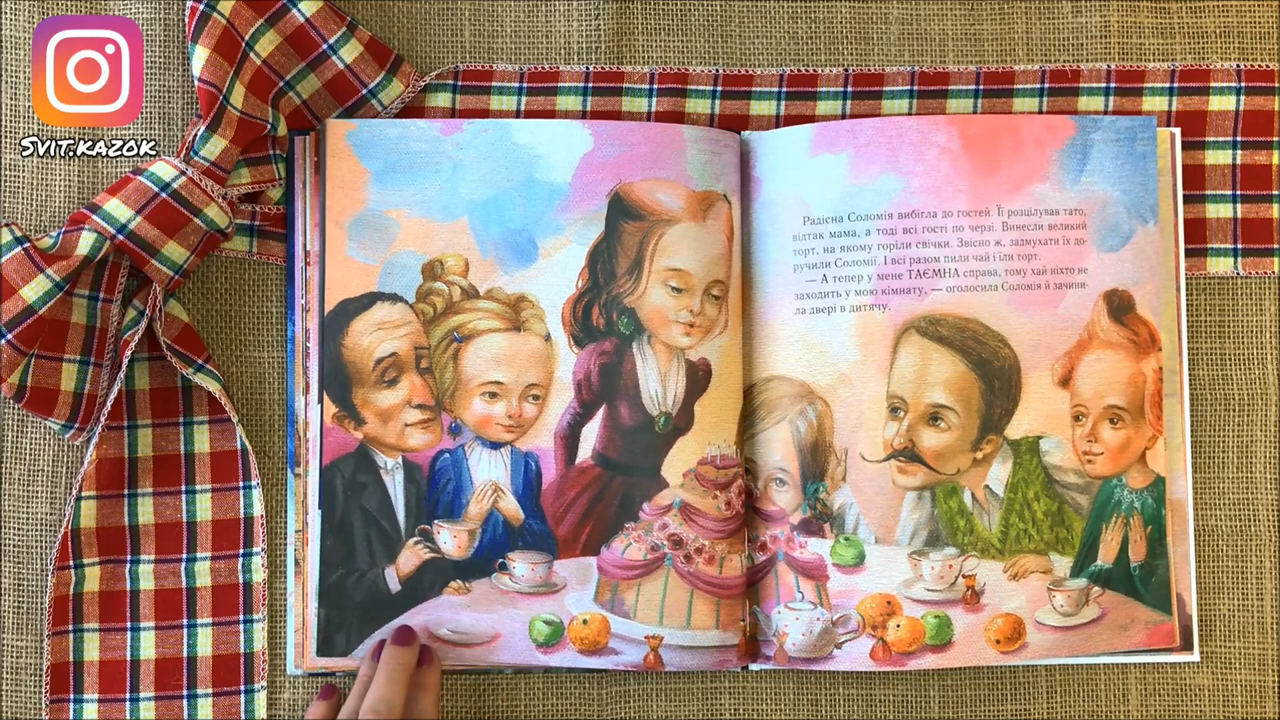 Svit.kazok
Радісна Соломія вибігла до гостей. Її розцілував тато,
відтак мама, а тоді всі гості по черзі. Винесли великий
торт, на якому горіли свічки. Звісно ж, задмухати їх до-
ручили Соломії. І всі разом пили чай і їли торт.
— А тепер у мене ТАЄМНА справа, тому хай ніхто не
заходить у мою кімнату, — оголосила Соломія й зачини-
ла двері в дитячу.